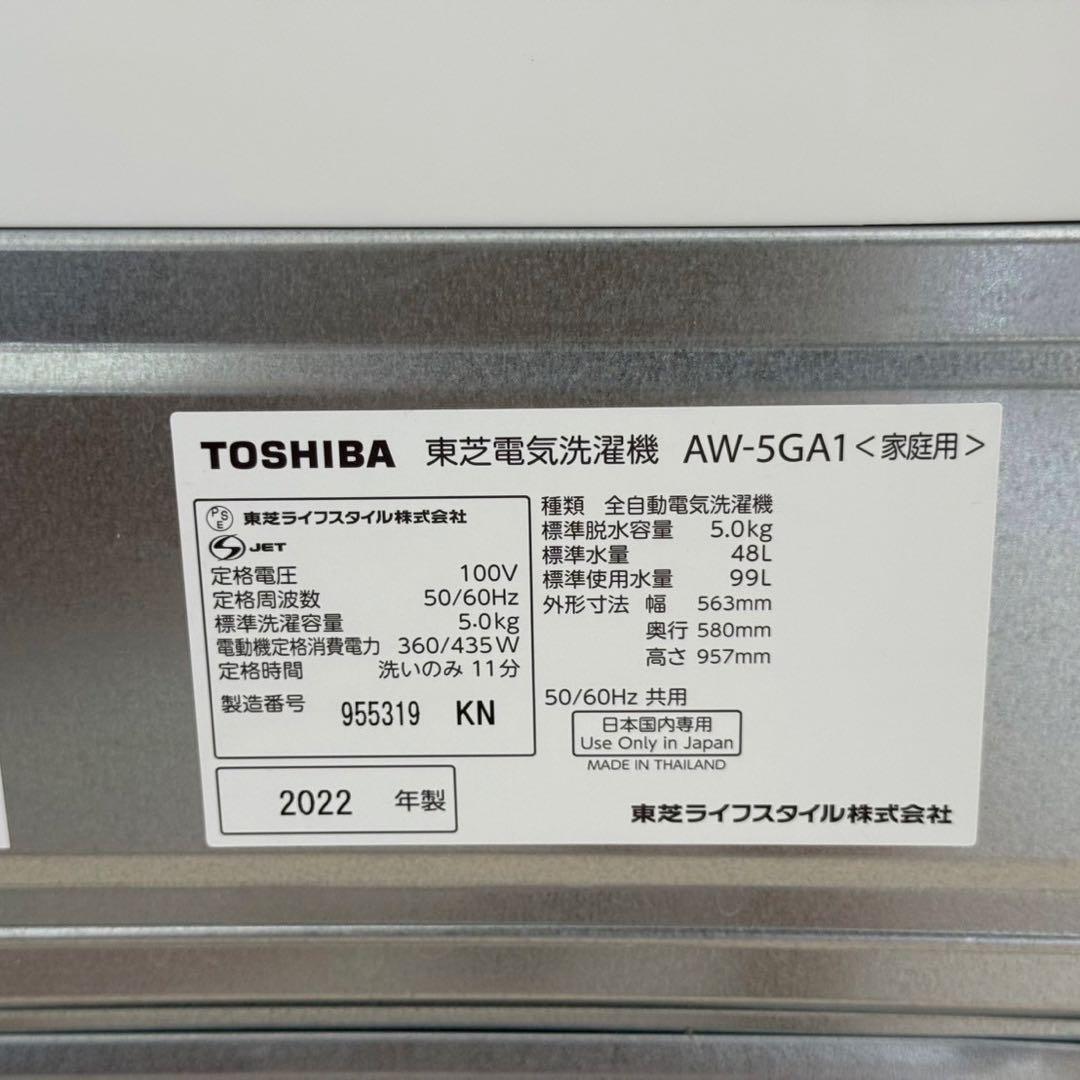 TOSHIBA 東芝電気洗濯機 AW-5GA1<家庭用>
PSE 東芝ライフスタイル株式会社
S JET
定格電圧 100V
定格周波数 50/60Hz
標準洗濯容量 5.0kg
電動機定格消費電力 360/435W
定格時間 洗いのみ 11分
製造番号 955319 KN
2022 年製
種類 全自動電気洗濯機
標準脱水容量 5.0kg
標準水量 48L
標準使用水量 99L
外形寸法 幅 563mm
奥行 580mm
高さ 957mm
50/60Hz 共用
日本国内専用
Use Only in Japan
MADE IN THAILAND
東芝ライフスタイル株式会社